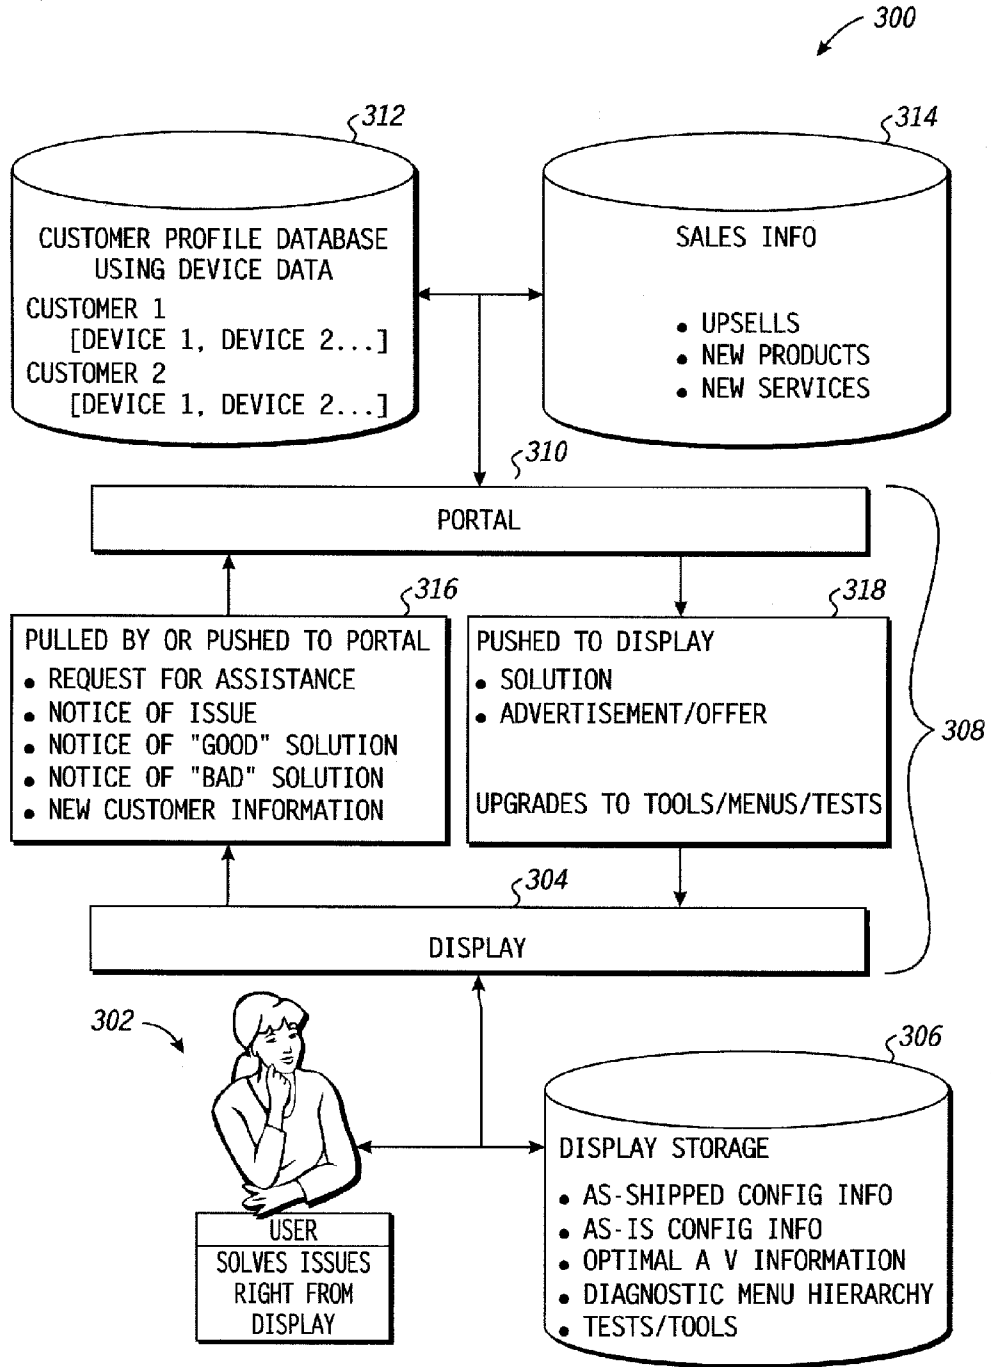 300
312
314
CUSTOMER PROFILE DATABASE
USING DEVICE DATA
CUSTOMER 1
[DEVICE 1, DEVICE 2...]
CUSTOMER 2
[DEVICE 1, DEVICE 2...]
SALES INFO
• UPSELLS
• NEW PRODUCTS
• NEW SERVICES
310
PORTAL
316
PULLED BY OR PUSHED TO PORTAL
• REQUEST FOR ASSISTANCE
• NOTICE OF ISSUE
• NOTICE OF "GOOD" SOLUTION
• NOTICE OF "BAD" SOLUTION
• NEW CUSTOMER INFORMATION
318
PUSHED TO DISPLAY
• SOLUTION
• ADVERTISEMENT/OFFER
UPGRADES TO TOOLS/MENUS/TESTS
308
304
DISPLAY
302
USER
SOLVES ISSUES
RIGHT FROM
DISPLAY
306
DISPLAY STORAGE
• AS-SHIPPED CONFIG INFO
• AS-IS CONFIG INFO
• OPTIMAL A V INFORMATION
• DIAGNOSTIC MENU HIERARCHY
• TESTS/TOOLS